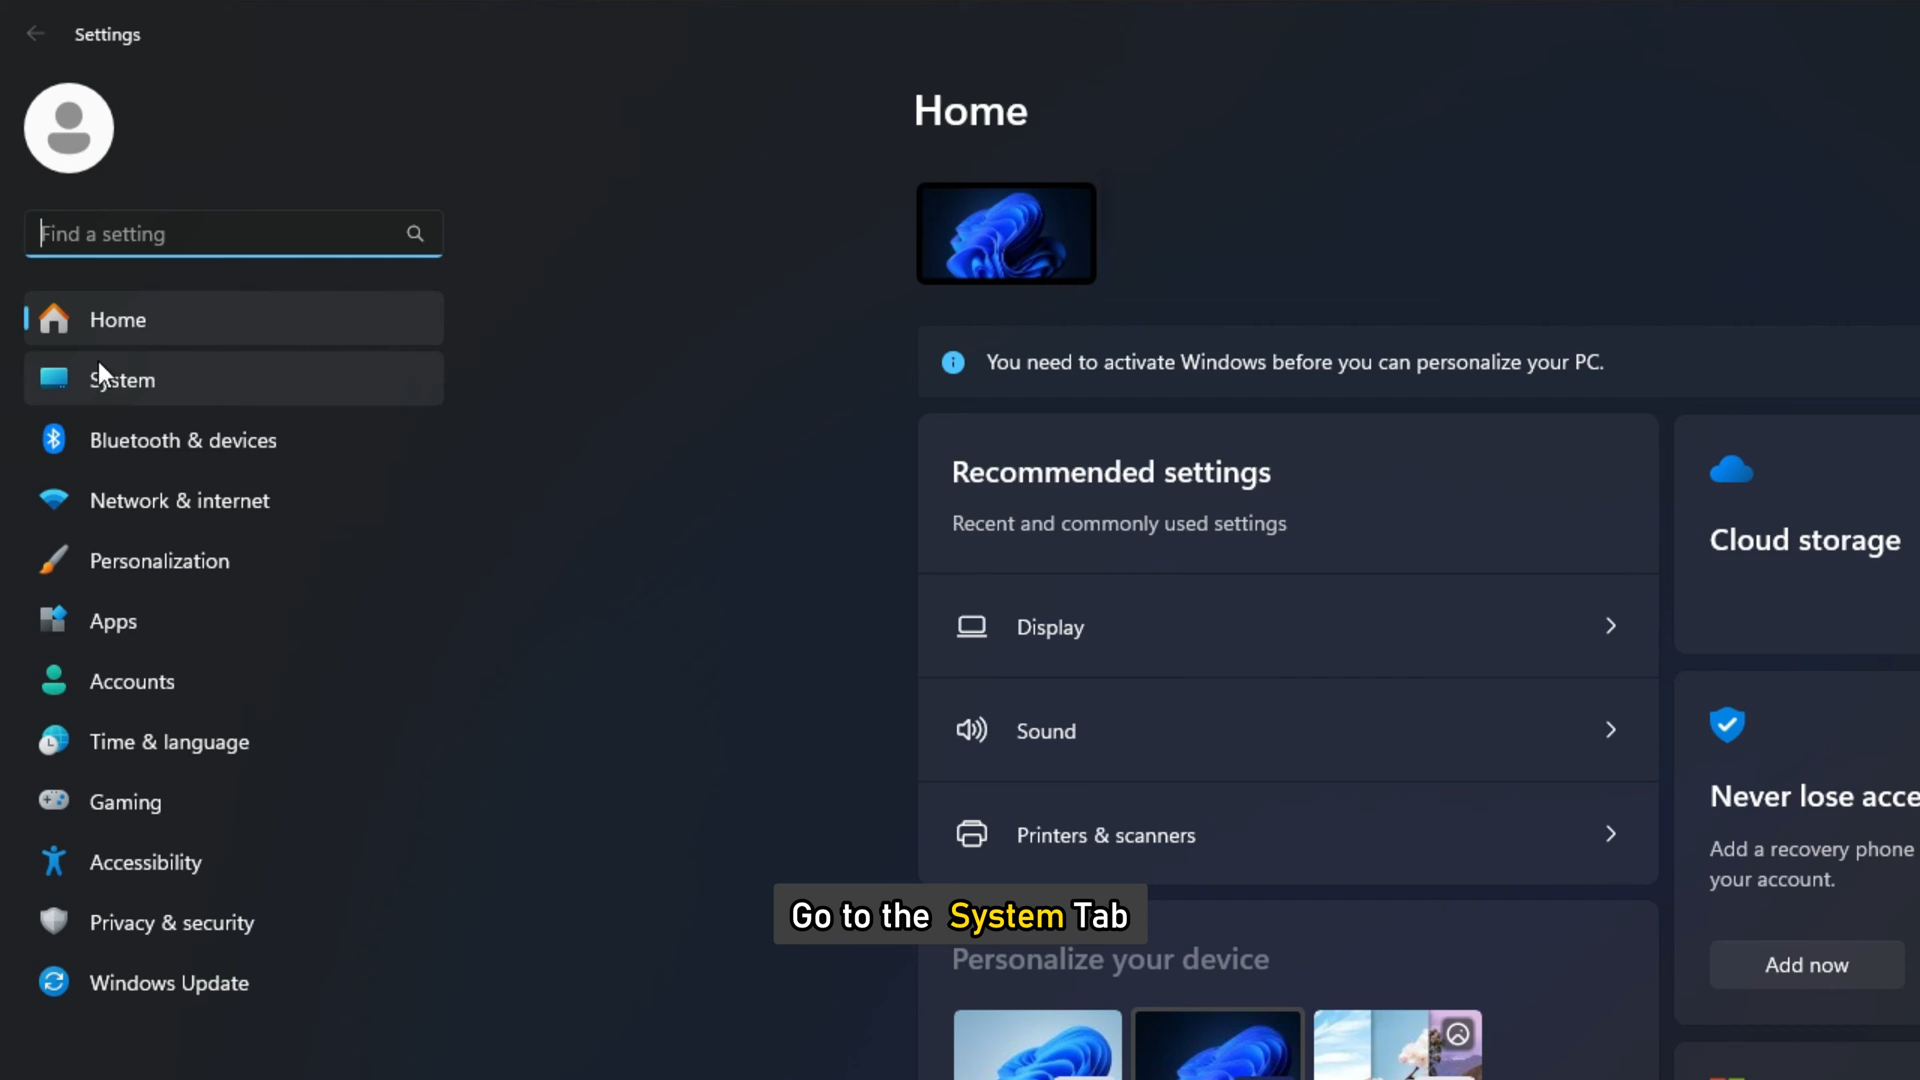 Settings
Find a setting
Home
System
Bluetooth & devices
Network & internet
Personalization
Apps
Accounts
Time & language
Gaming
Accessibility
Privacy & security
Windows Update
Home
You need to activate Windows before you can personalize your PC.
Recommended settings
Recent and commonly used settings
Display
Sound
Printers & scanners
Go to the System Tab
Personalize your device
Cloud storage
Never lose acce
Add a recovery phone
your account.
Add now